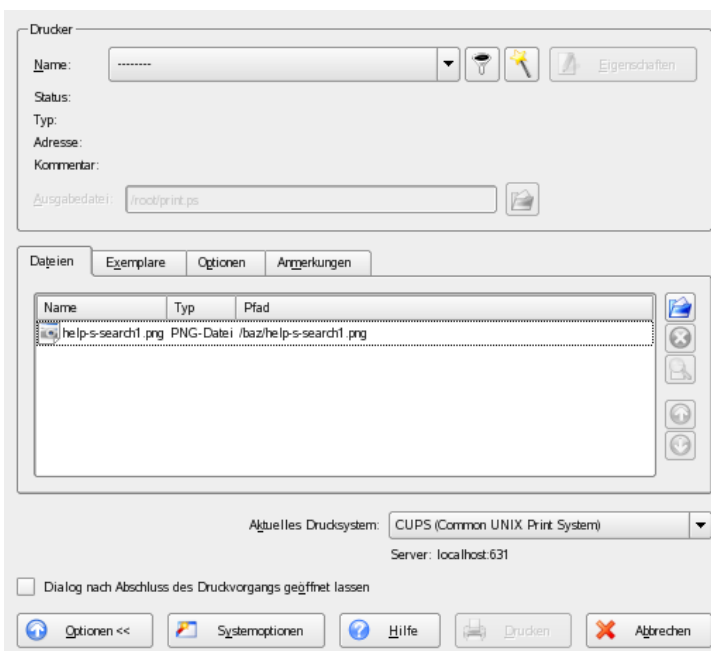 Drucker
Name: --------
Eigenschaften
Status:
Typ:
Adresse:
Kommentar:
Ausgabedatei: /root/print.ps
Dateien Exemplare Optionen Anmerkungen
Name Typ Pfad
help-s-search1.png PNG-Datei /baz/help-s-search1.png
Aktuelles Drucksystem: CUPS (Common UNIX Print System)
Server: localhost:631
Dialog nach Abschluss des Druckvorgangs geöffnet lassen
Optionen << Systemoptionen Hilfe Drucken Abbrechen